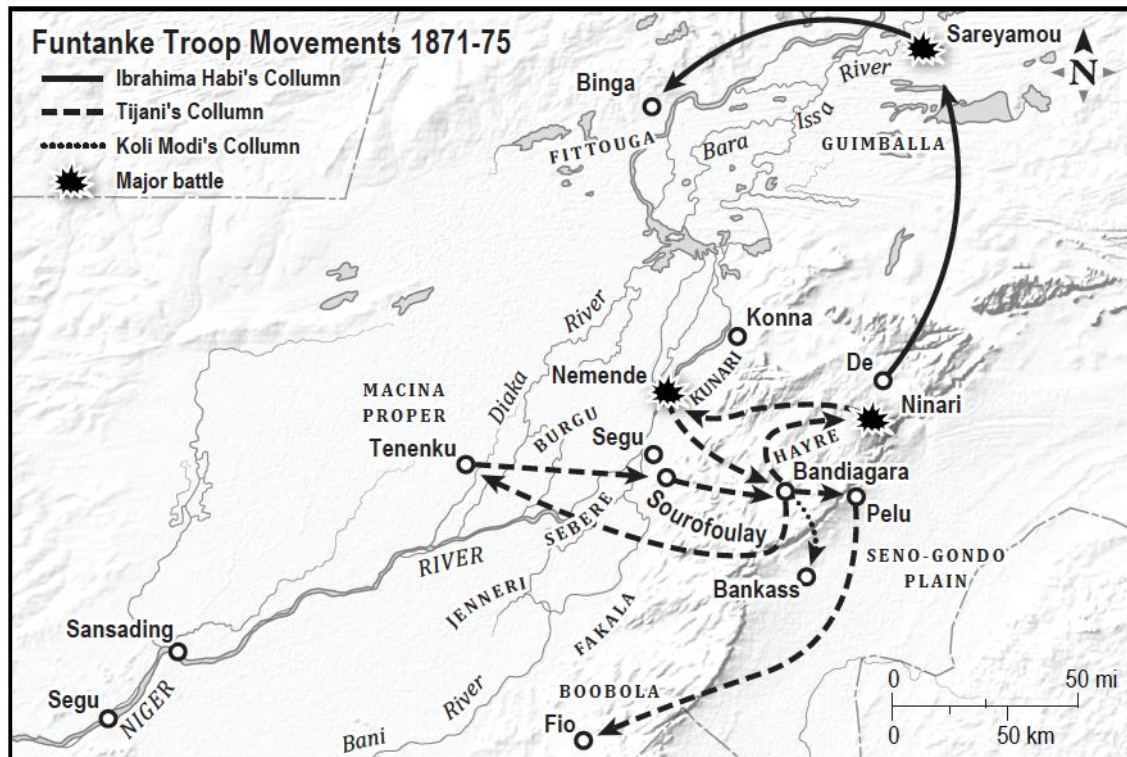 Funtanke Troop Movements 1871-75
Ibrahima Habi's Collumn
Tijani's Collumn
Koli Modi's Collumn
Major battle
Sareyamou
N
Binga
River
Issa
Bara
FITTOUGA
GUIMBALLA
Konna
River
Diaka
De
Nemende
KUNARI
Ninari
MACINA
PROPER
BURGU
Segu
HAYRE
Tenenku
Bandiagara
Sourofoulay
Pelu
SEBERE
RIVER
SENO-GONDO
PLAIN
Bankass
JENNERI
FAKALA
Sansading
Segu
NIGER
River
Bani
BOOBOLA
Fio
0 50 mi
0 50 km